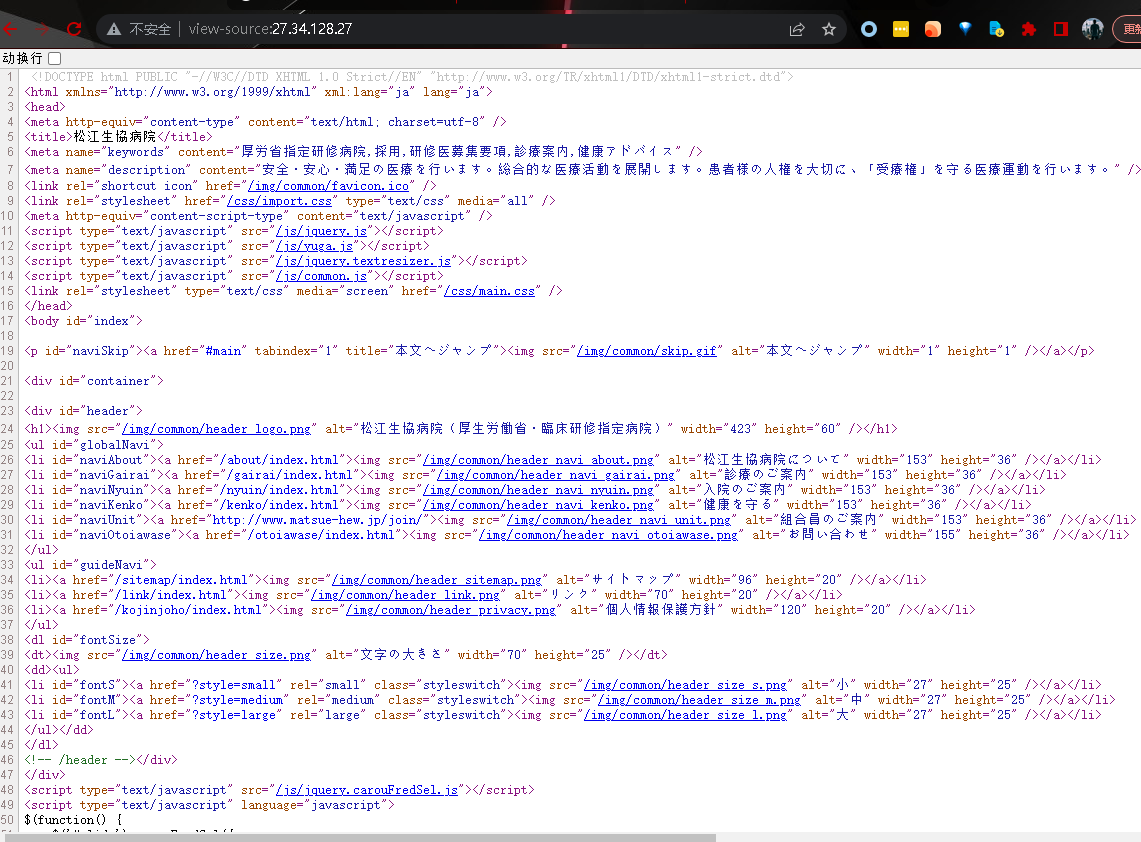 不安全 | view-source:27.34.128.27
更新
动换行
1 <!DOCTYPE html PUBLIC "-//W3C//DTD XHTML 1.0 Strict//EN" "http://www.w3.org/TR/xhtml1/DTD/xhtml1-strict.dtd">
2 <html xmlns="http://www.w3.org/1999/xhtml" xml:lang="ja" lang="ja">
3 <head>
4 <meta http-equiv="content-type" content="text/html; charset=utf-8" />
5 <title>松江生協病院</title>
6 <meta name="keywords" content="厚労省指定研修病院,採用,研修医募集要項,診療案内,健康アドバイス" />
7 <meta name="description" content="安全・安心・満足の医療を行います。総合的な医療活動を展開します。患者様の人権を大切に、「受療権」を守る医療運動を行います。" />
8 <link rel="shortcut icon" href="/img/common/favicon.ico" />
9 <link rel="stylesheet" href="/css/import.css" type="text/css" media="all" />
10 <meta http-equiv="content-script-type" content="text/javascript" />
11 <script type="text/javascript" src="/js/jquery.js"></script>
12 <script type="text/javascript" src="/js/yuga.js"></script>
13 <script type="text/javascript" src="/js/jquery.textresizer.js"></script>
14 <script type="text/javascript" src="/js/common.js"></script>
15 <link rel="stylesheet" type="text/css" media="screen" href="/css/main.css" />
16 </head>
17 <body id="index">
18
19 <p id="naviSkip"><a href="#main" tabindex="1" title="本文へジャンプ"><img src="/img/common/skip.gif" alt="本文へジャンプ" width="1" height="1" /></a></p>
20
21 <div id="container">
22
23 <div id="header">
24 <h1><img src="/img/common/header_logo.png" alt="松江生協病院（厚生労働省・臨床研修指定病院）" width="423" height="60" /></h1>
25 <ul id="globalNavi">
26 <li id="naviAbout"><a href="/about/index.html"><img src="/img/common/header_navi_about.png" alt="松江生協病院について" width="153" height="36" /></a></li>
27 <li id="naviGairai"><a href="/gairai/index.html"><img src="/img/common/header_navi_gairai.png" alt="診療のご案内" width="153" height="36" /></a></li>
28 <li id="naviNyuin"><a href="/nyuin/index.html"><img src="/img/common/header_navi_nyuin.png" alt="入院のご案内" width="153" height="36" /></a></li>
29 <li id="naviKenko"><a href="/kenko/index.html"><img src="/img/common/header_navi_kenko.png" alt="健康を守る" width="153" height="36" /></a></li>
30 <li id="naviUnit"><a href="http://www.matsue-hew.jp/join/"><img src="/img/common/header_navi_unit.png" alt="組合員のご案内" width="153" height="36" /></a></li>
31 <li id="naviOtoiawase"><a href="/otoiawase/index.html"><img src="/img/common/header_navi_otoiawase.png" alt="お問い合わせ" width="155" height="36" /></a></li>
32 </ul>
33 <ul id="guideNavi">
34 <li><a href="/sitemap/index.html"><img src="/img/common/header_sitemap.png" alt="サイトマップ" width="96" height="20" /></a></li>
35 <li><a href="/link/index.html"><img src="/img/common/header_link.png" alt="リンク" width="70" height="20" /></a></li>
36 <li><a href="/kojinjoho/index.html"><img src="/img/common/header_privacy.png" alt="個人情報保護方針" width="120" height="20" /></a></li>
37 </ul>
38 <dl id="fontSize">
39 <dt><img src="/img/common/header_size.png" alt="文字の大きさ" width="70" height="25" /></dt>
40 <dd><ul>
41 <li id="fontS"><a href="?style=small" rel="small" class="styleswitch"><img src="/img/common/header_size_s.png" alt="小" width="27" height="25" /></a></li>
42 <li id="fontM"><a href="?style=medium" rel="medium" class="styleswitch"><img src="/img/common/header_size_m.png" alt="中" width="27" height="25" /></a></li>
43 <li id="fontL"><a href="?style=large" rel="large" class="styleswitch"><img src="/img/common/header_size_l.png" alt="大" width="27" height="25" /></a></li>
44 </ul></dd>
45 </dl>
46 <!-- /header --></div>
47 </div>
48 <script type="text/javascript" src="/js/jquery.carouFredSel.js"></script>
49 <script type="text/javascript" language="javascript">
50 $(function() {